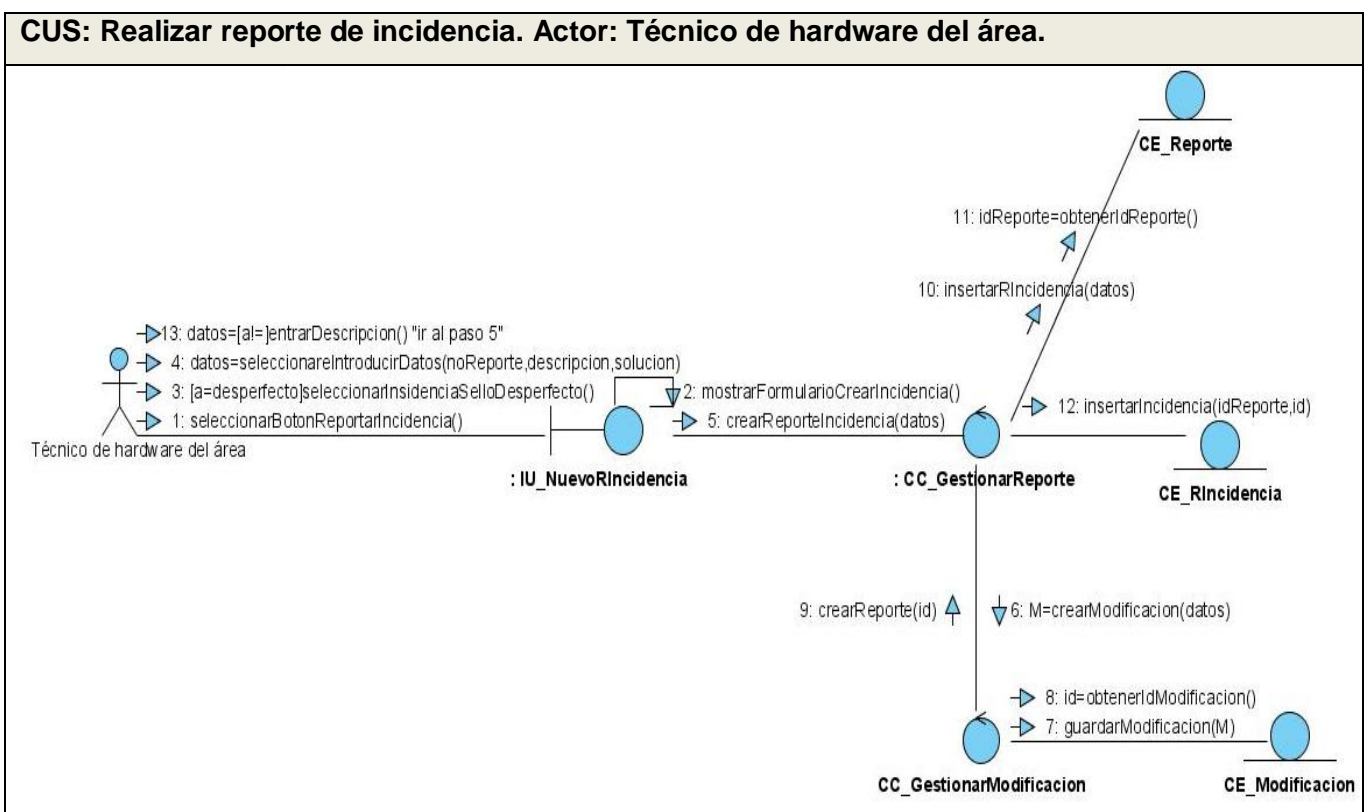 CUS: Realizar reporte de incidencia. Actor: Técnico de hardware del área.
CE_Reporte
11: idReporte=obtenerIdReporte()
10: insertarRIncidencia(datos)
13: datos=[a!=]entrarDescripcion() "ir al paso 5"
4: datos=seleccionareIntroducirDatos(noReporte,descripcion,solucion)
3: [a=desperfecto]seleccionarInsidenciaSelloDesperfecto()
2: mostrarFormularioCrearIncidencia()
1: seleccionarBotonReportarIncidencia()
5: crearReporteIncidencia(datos)
12: insertarIncidencia(idReporte,id)
Técnico de hardware del área
: IU_NuevoRIncidencia
: CC_GestionarReporte
CE_RIncidencia
9: crearReporte(id)
6: M=crearModificacion(datos)
8: id=obtenerIdModificacion()
7: guardarModificacion(M)
CC_GestionarModificacion
CE_Modificacion